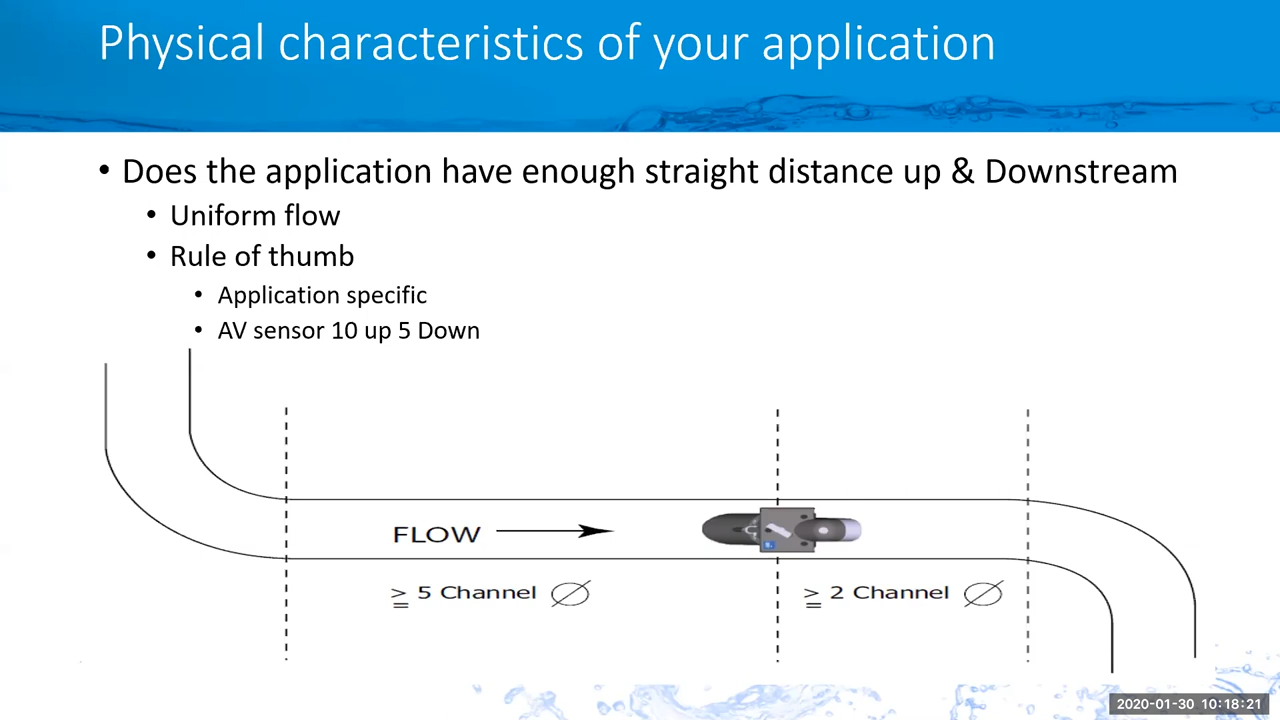 Physical characteristics of your application
• Does the application have enough straight distance up & Downstream
• Uniform flow
• Rule of thumb
• Application specific
• AV sensor 10 up 5 Down
FLOW
≧ 5 Channel ∅
≧ 2 Channel ∅
2020-01-30 10:18:21